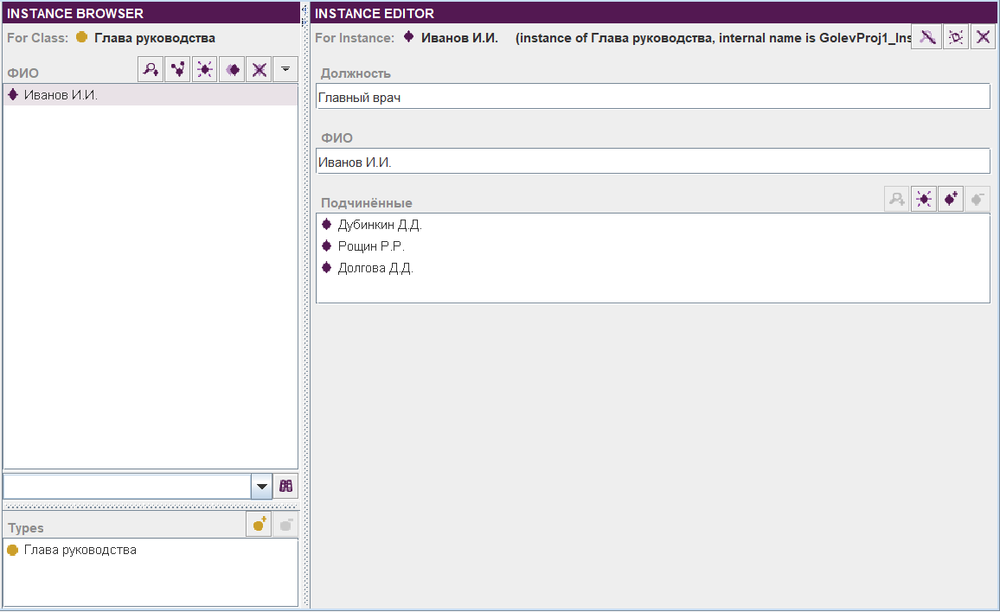 INSTANCE BROWSER
For Class: Глава руководства
ФИО
Иванов И.И.
Types
Глава руководства
INSTANCE EDITOR
For Instance: Иванов И.И. (instance of Глава руководства, internal name is GolevProj1_Ins
Должность
Главный врач
ФИО
Иванов И.И.
Подчинённые
Дубинкин Д.Д.
Рощин Р.Р.
Долгова Д.Д.